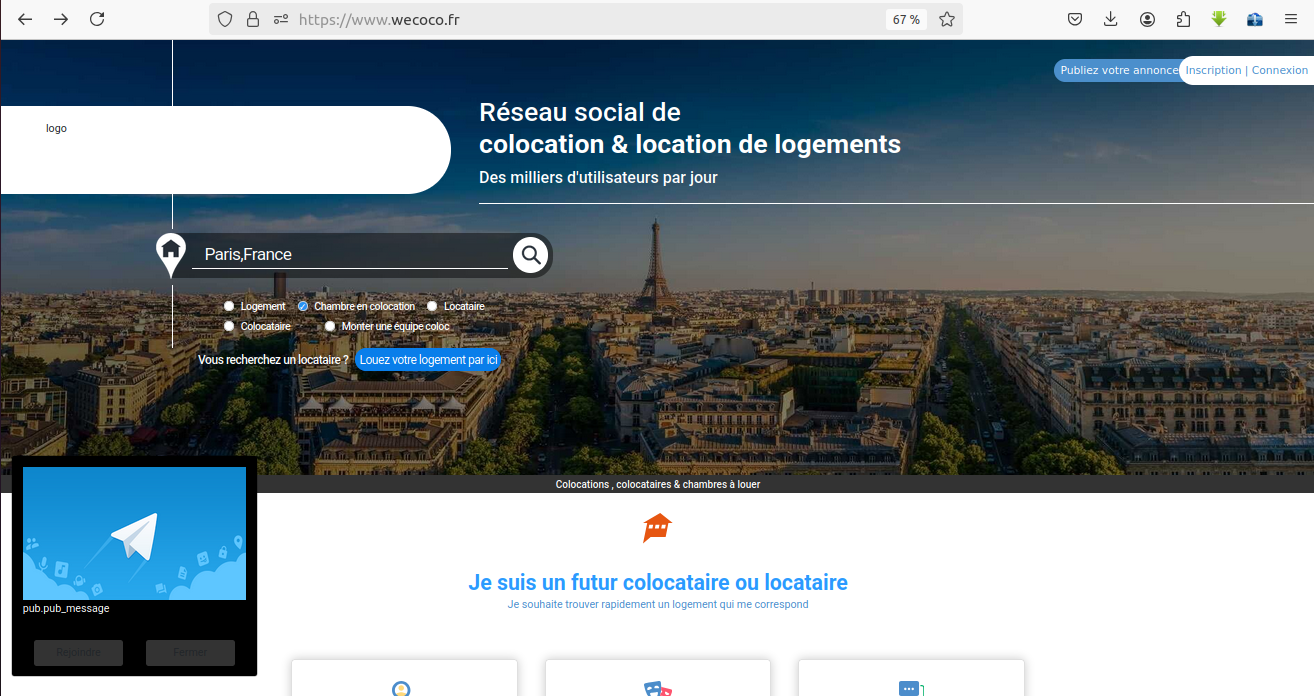 https://www.wecoco.fr
67 %
Publiez votre annonce
Inscription | Connexion
logo
Réseau social de
colocation & location de logements
Des milliers d'utilisateurs par jour
Paris,France
Logement Chambre en colocation Locataire
Colocataire Monter une équipe coloc
Vous recherchez un locataire ? Louez votre logement par ici
Colocations , colocataires & chambres à louer
Je suis un futur colocataire ou locataire
Je souhaite trouver rapidement un logement qui me correspond
pub.pub_message
Rejoindre Fermer